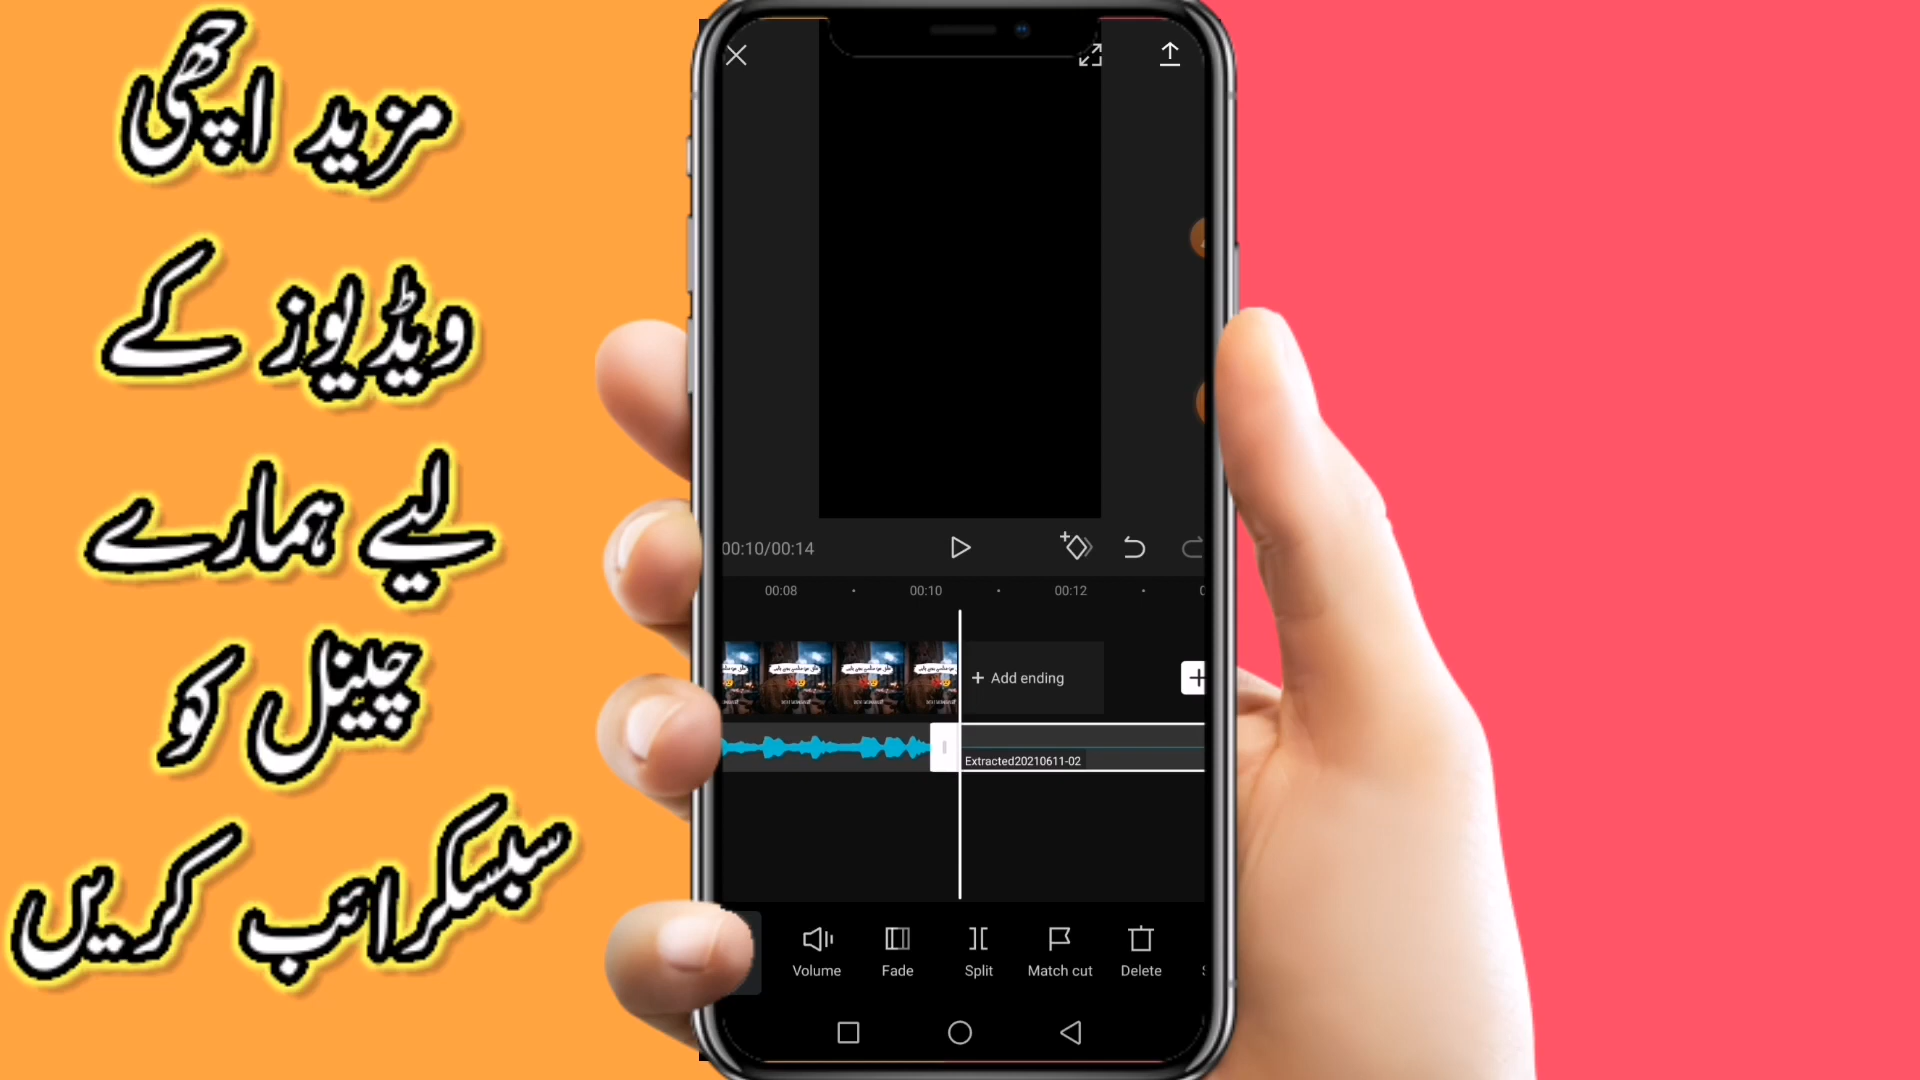 مزید اچھی
ویڈیوز کے
لیے ہمارے
چینل کو
سبسکرائب کریں
00:10/00:14
00:08
00:10
00:12
+ Add ending
Extracted20210611-02
Volume
Fade
Split
Match cut
Delete